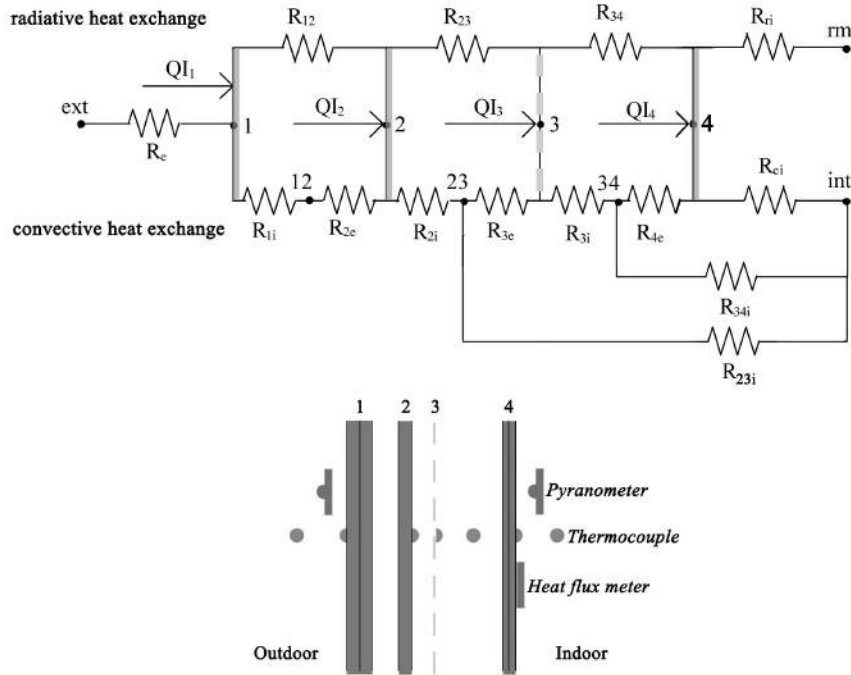 radiative heat exchange
R12
R23
R34
Rri
rm
QI1
ext
1
QI2
2
QI3
3
QI4
4
Re
Rci
int
12
23
34
convective heat exchange
R1i
R2e
R2i
R3e
R3i
R4e
R34i
R23i
1
2
3
4
Pyranometer
Thermocouple
Heat flux meter
Outdoor
Indoor